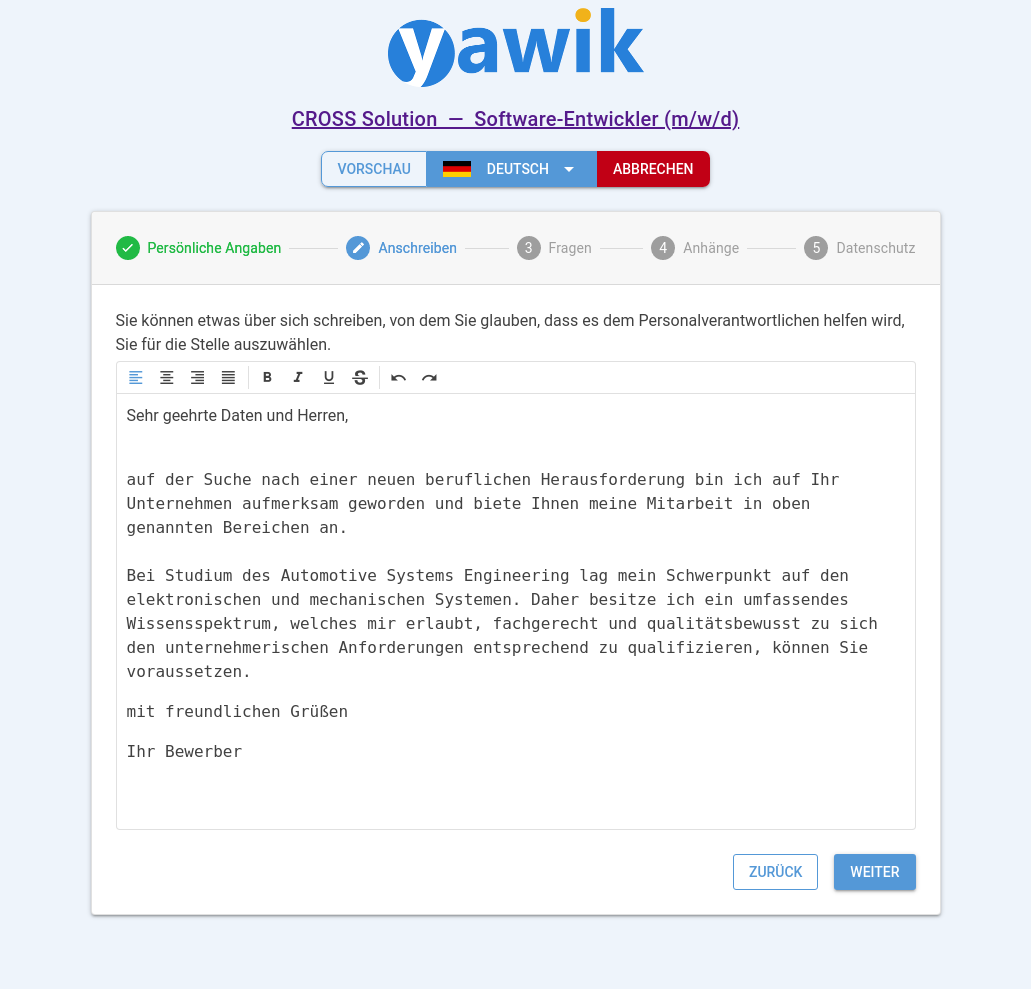 yawik
CROSS Solution — Software-Entwickler (m/w/d)
VORSCHAU DEUTSCH ABBRECHEN
Persönliche Angaben Anschreiben 3 Fragen 4 Anhänge 5 Datenschutz
Sie können etwas über sich schreiben, von dem Sie glauben, dass es dem Personalverantwortlichen helfen wird,
Sie für die Stelle auszuwählen.
B I U S
Sehr geehrte Daten und Herren,
auf der Suche nach einer neuen beruflichen Herausforderung bin ich auf Ihr
Unternehmen aufmerksam geworden und biete Ihnen meine Mitarbeit in oben
genannten Bereichen an.
Bei Studium des Automotive Systems Engineering lag mein Schwerpunkt auf den
elektronischen und mechanischen Systemen. Daher besitze ich ein umfassendes
Wissensspektrum, welches mir erlaubt, fachgerecht und qualitätsbewusst zu sich
den unternehmerischen Anforderungen entsprechend zu qualifizieren, können Sie
voraussetzen.
mit freundlichen Grüßen
Ihr Bewerber
ZURÜCK WEITER